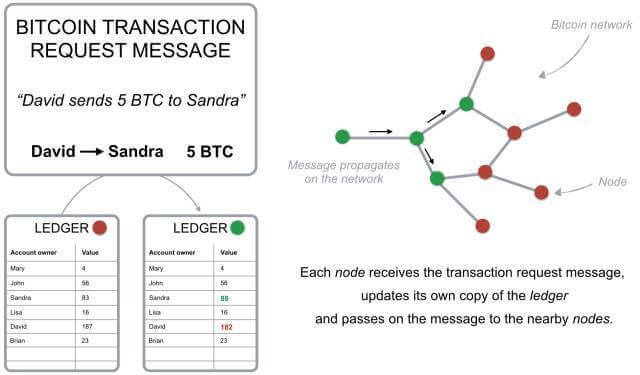 BITCOIN TRANSACTION
REQUEST MESSAGE
“David sends 5 BTC to Sandra”
David → Sandra 5 BTC
LEDGER
Account owner Value
Mary 4
John 56
Sandra 83
Lisa 16
David 187
Brian 23
LEDGER
Account owner Value
Mary 4
John 56
Sandra 88
Lisa 16
David 182
Brian 23
Bitcoin network
Message propagates
on the network
Node
Each node receives the transaction request message,
updates its own copy of the ledger
and passes on the message to the nearby nodes.